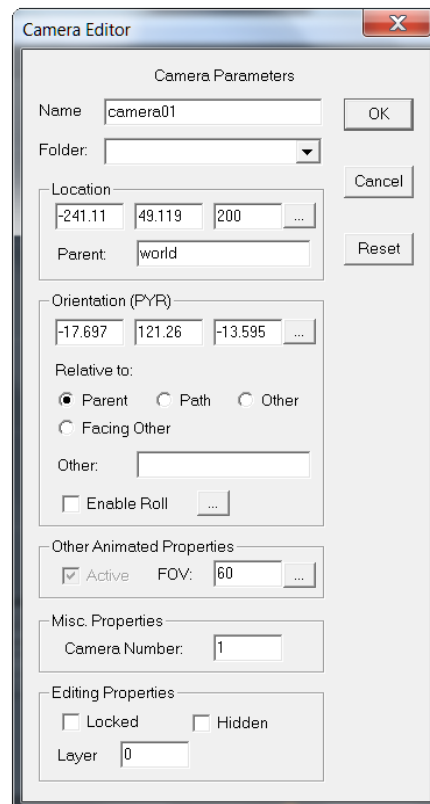 Camera Editor
Camera Parameters
Name camera01 OK
Folder:
Cancel
Location
-241.11 49.119 200 ...
Parent: world Reset
Orientation (PYR)
-17.697 121.26 -13.595 ...
Relative to:
Parent Path Other
Facing Other
Other:
Enable Roll ...
Other Animated Properties
Active FOV: 60 ...
Misc. Properties
Camera Number: 1
Editing Properties
Locked Hidden
Layer 0